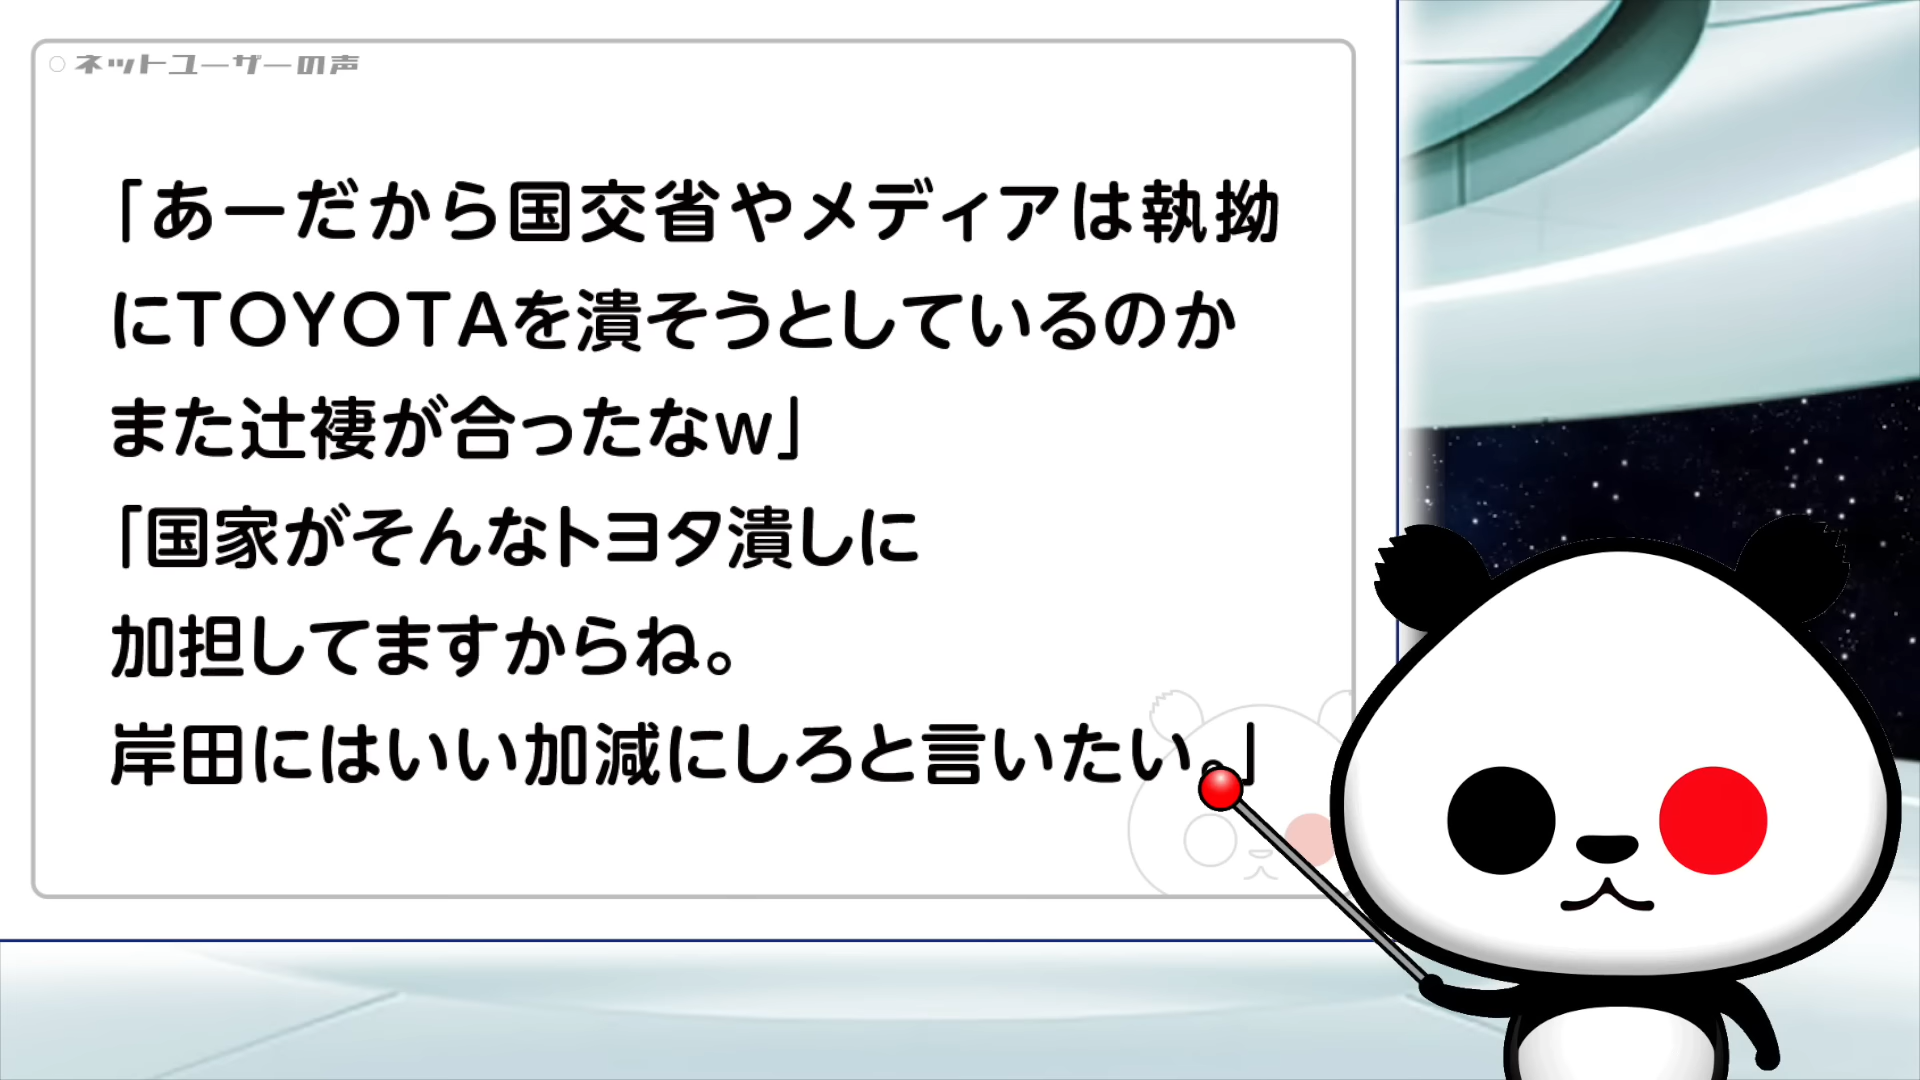 ネットユーザーの声
「あーだから国交省やメディアは執拗
にTOYOTAを潰そうとしているのか
また辻褄が合ったなw」
「国家がそんなトヨタ潰しに
加担してますからね。
岸田にはいい加減にしろと言いたい。」